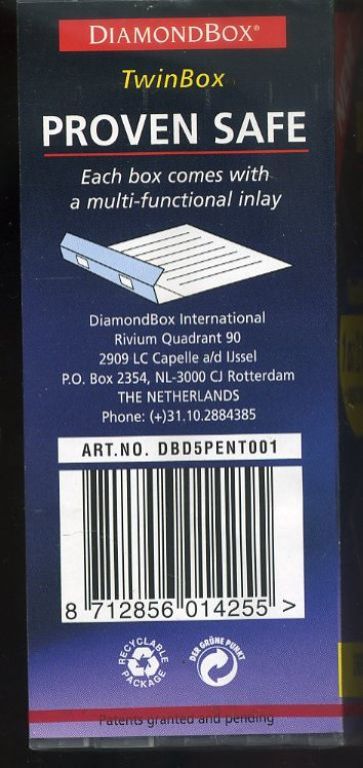 DIAMONDBOX®
TwinBox
PROVEN SAFE
Each box comes with
a multi-functional inlay
DiamondBox International
Rivium Quadrant 90
2909 LC Capelle a/d IJssel
P.O. Box 2354, NL-3000 CJ Rotterdam
THE NETHERLANDS
Phone: (+)31.10.2884385
ART.NO. DBD5PENT001
8 712856 014255 >
RECYCLABLE PACKAGE
DER GRÜNE PUNKT
Patents granted and pending